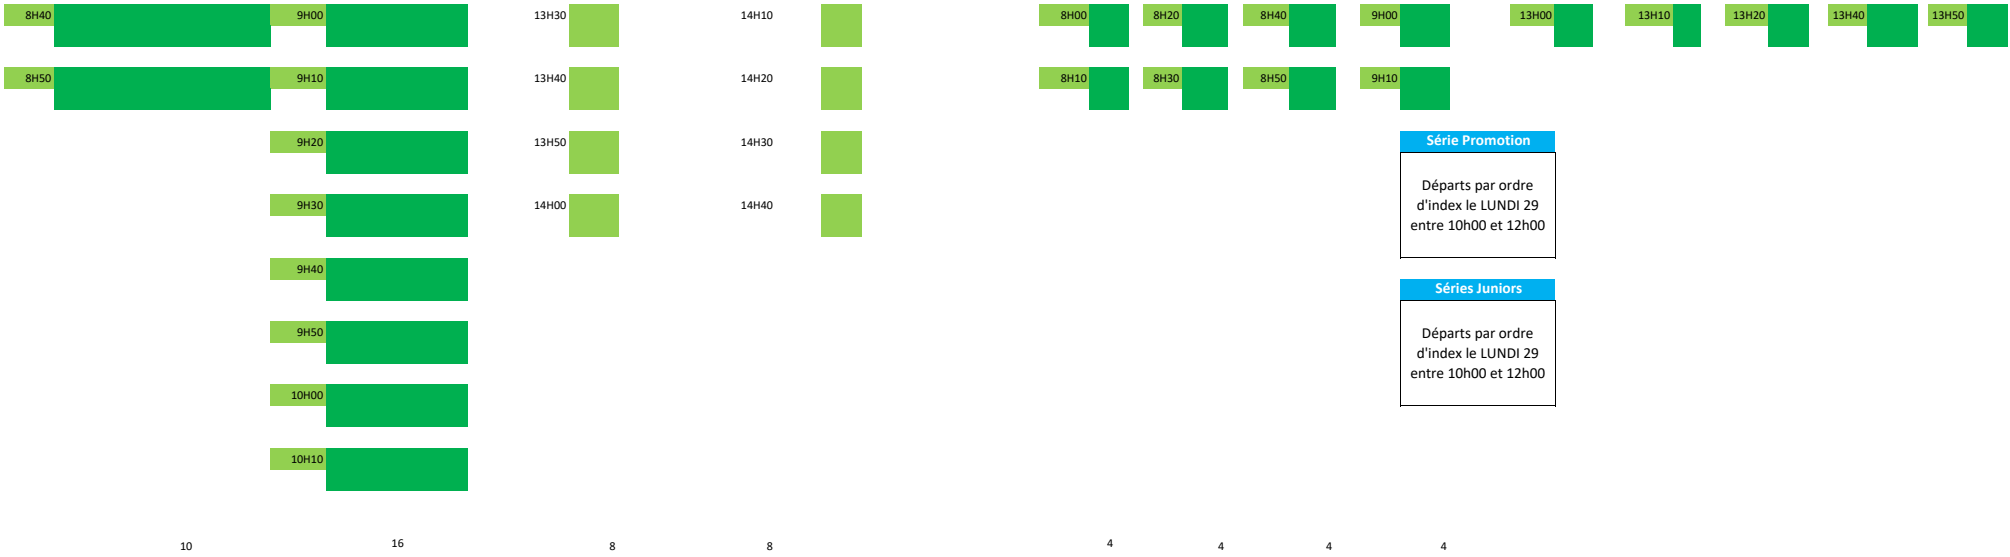 8H40 9H00 13H30 14H10 8H00 8H20 8H40 9H00 13H00 13H10 13H20 13H40 13H50
8H50 9H10 13H40 14H20 8H10 8H30 8H50 9H10
9H20 13H50 14H30 Série Promotion
Départs par ordre
9H30 14H00 14H40 d'index le LUNDI 29
entre 10h00 et 12h00
9H40
Séries Juniors
9H50 Départs par ordre
d'index le LUNDI 29
entre 10h00 et 12h00
10H00
10H10
10 16 8 8 4 4 4 4